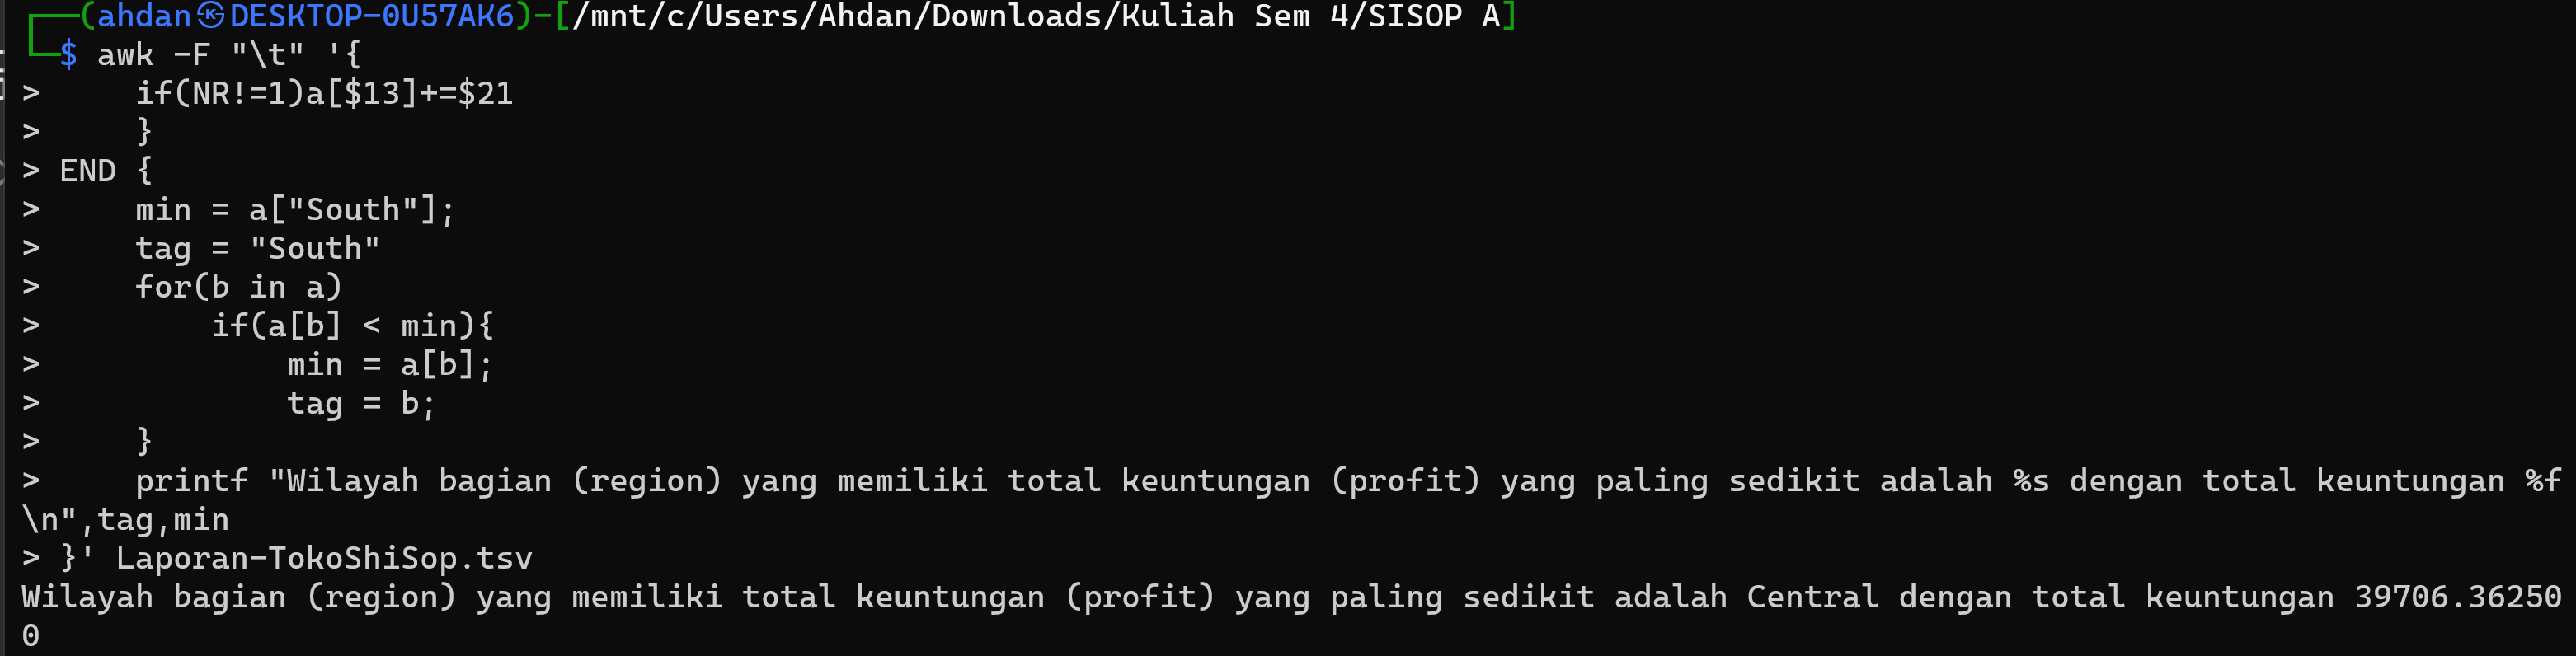 ┌──(ahdan㉿DESKTOP-0U57AK6)-[/mnt/c/Users/Ahdan/Downloads/Kuliah Sem 4/SISOP A]
└─$ awk -F "\t" '{
>     if(NR!=1)a[$13]+=$21
>     }
> END {
>     min = a["South"];
>     tag = "South"
>     for(b in a)
>         if(a[b] < min){
>             min = a[b];
>             tag = b;
>     }
>     printf "Wilayah bagian (region) yang memiliki total keuntungan (profit) yang paling sedikit adalah %s dengan total keuntungan %f
\n",tag,min
> }' Laporan-TokoShiSop.tsv
Wilayah bagian (region) yang memiliki total keuntungan (profit) yang paling sedikit adalah Central dengan total keuntungan 39706.36250
0